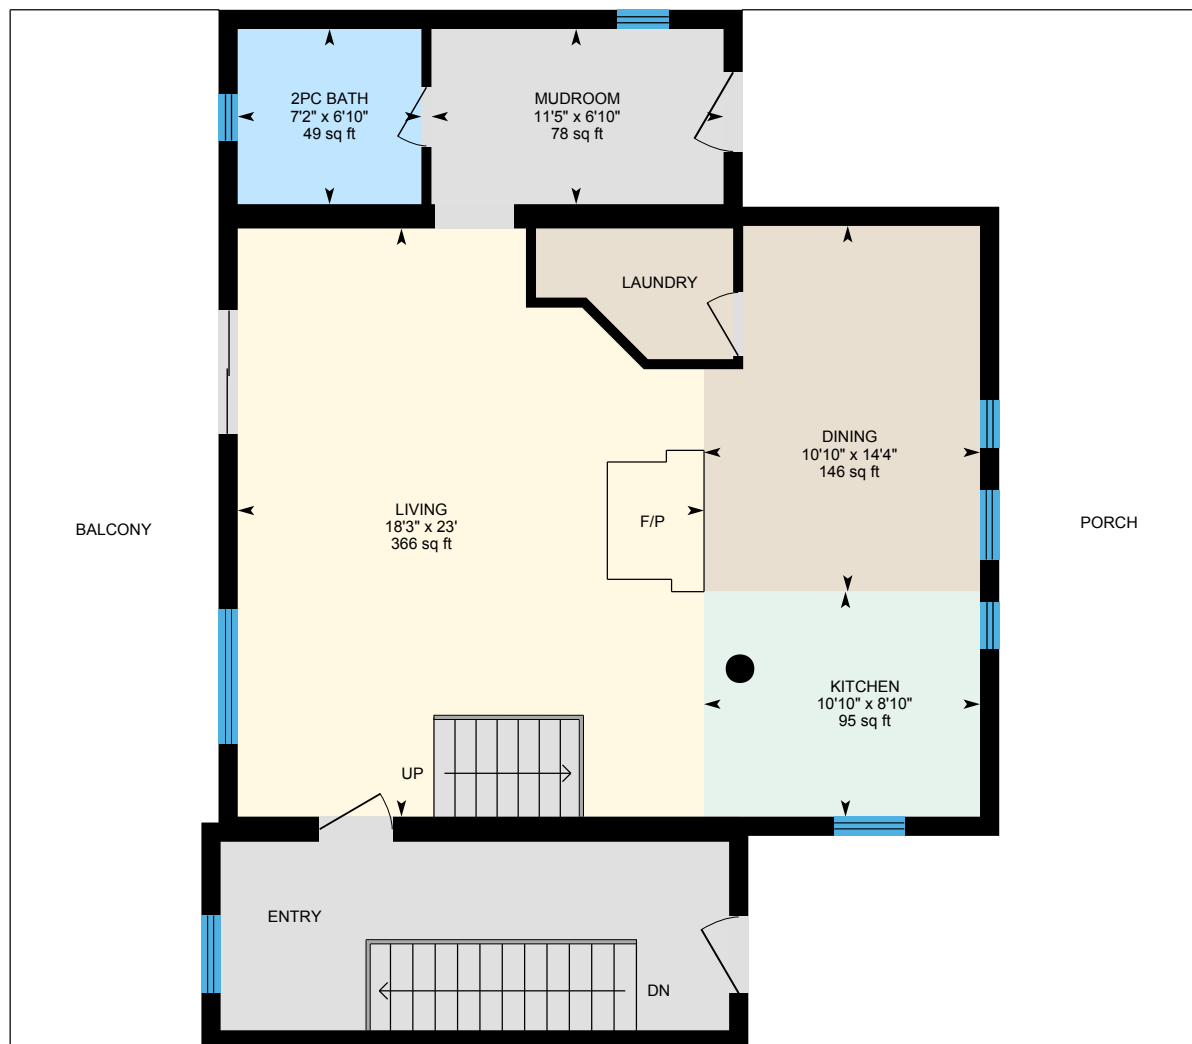 2PC BATH
7'2" x 6'10"
49 sq ft
MUDROOM
11'5" x 6'10"
78 sq ft
LAUNDRY
DINING
10'10" x 14'4"
146 sq ft
LIVING
18'3" x 23'
366 sq ft
F/P
BALCONY
PORCH
KITCHEN
10'10" x 8'10"
95 sq ft
UP
ENTRY
DN